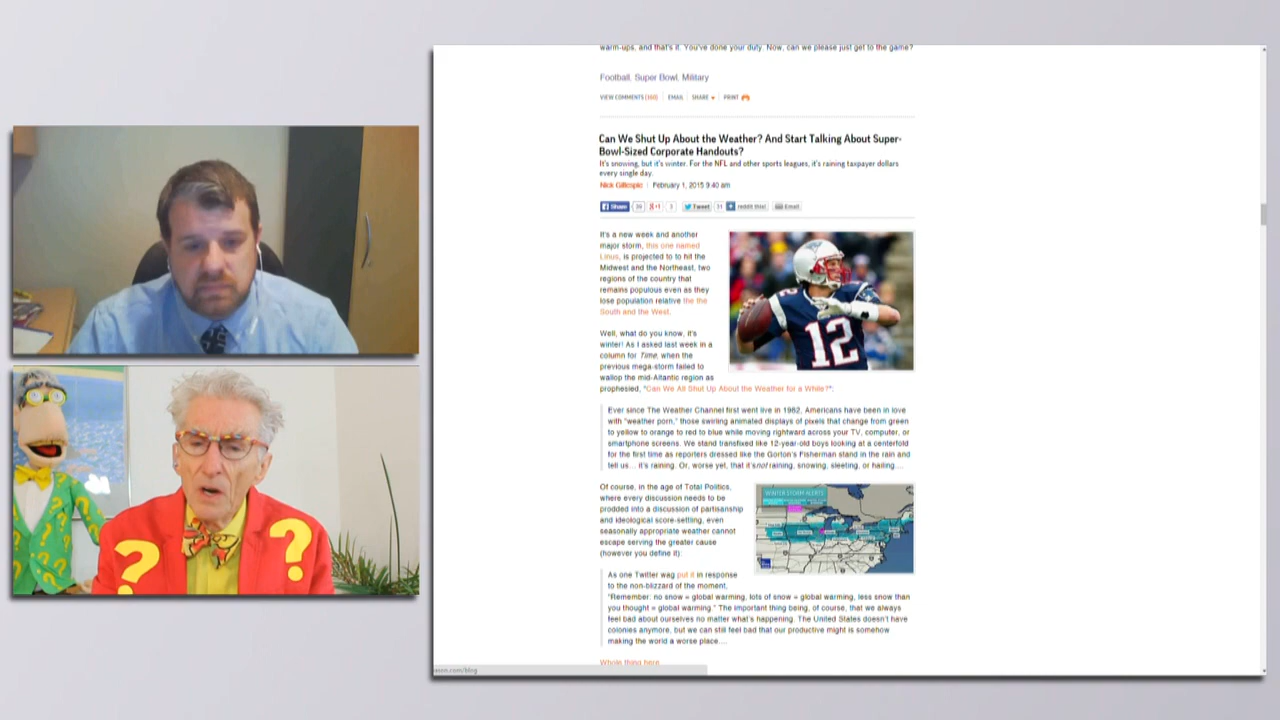 warm-ups, and that's it. You've done your duty. Now, can we please just get to the game?
Football, Super Bowl, Military
VIEW COMMENTS (160) EMAIL SHARE PRINT
Can We Shut Up About the Weather? And Start Talking About Super-
Bowl-Sized Corporate Handouts?
It's snowing, but it's winter. For the NFL and other sports leagues, it's raining taxpayer dollars
every single day.
Nick Gillespie | February 1, 2015 9:40 am
Share 39 g+1 3 Tweet 31 reddit this! Email
It's a new week and another
major storm, this one named
Linus, is projected to to hit the
Midwest and the Northeast, two
regions of the country that
remains populous even as they
lose population relative the the
South and the West.
12
Well, what do you know, it's
winter! As I asked last week in a
column for Time, when the
previous mega-storm failed to
wallop the mid-Atlantic region as
prophesied, "Can We All Shut Up About the Weather for a While?":
Ever since The Weather Channel first went live in 1982, Americans have been in love
with "weather porn," those swirling animated displays of pixels that change from green
to yellow to orange to red to blue while moving rightward across your TV, computer, or
smartphone screens. We stand transfixed like 12-year-old boys looking at a centerfold
for the first time as reporters dressed like the Gorton's Fisherman stand in the rain and
tell us... it's raining. Or, worse yet, that it's not raining, snowing, sleeting, or hailing....
Of course, in the age of Total Politics,
where every discussion needs to be
prodded into a discussion of partisanship
and ideological score-settling, even
seasonally appropriate weather cannot
escape serving the greater cause
(however you define it):
WINTER STORM ALERTS
As one Twitter wag put it in response
to the non-blizzard of the moment,
"Remember: no snow = global warming, lots of snow = global warming, less snow than
you thought = global warming." The important thing being, of course, that we always
feel bad about ourselves no matter what's happening. The United States doesn't have
colonies anymore, but we can still feel bad that our productive might is somehow
making the world a worse place....
Whole thing here.
eason.com/blog
? ?